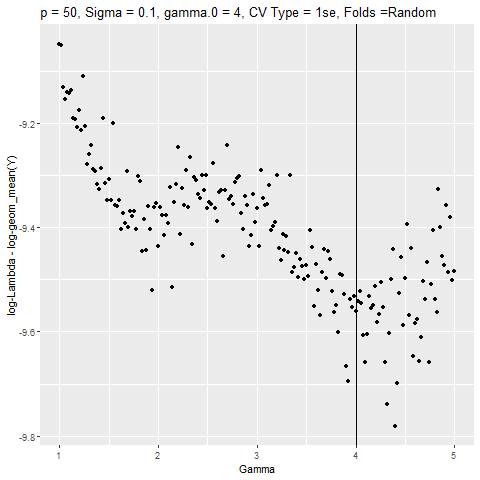 p = 50, Sigma = 0.1, gamma.0 = 4, CV Type = 1se, Folds =Random
log-Lambda - log-geom_mean(Y)
-9.2
-9.4
-9.6
-9.8
1 2 3 4 5
Gamma